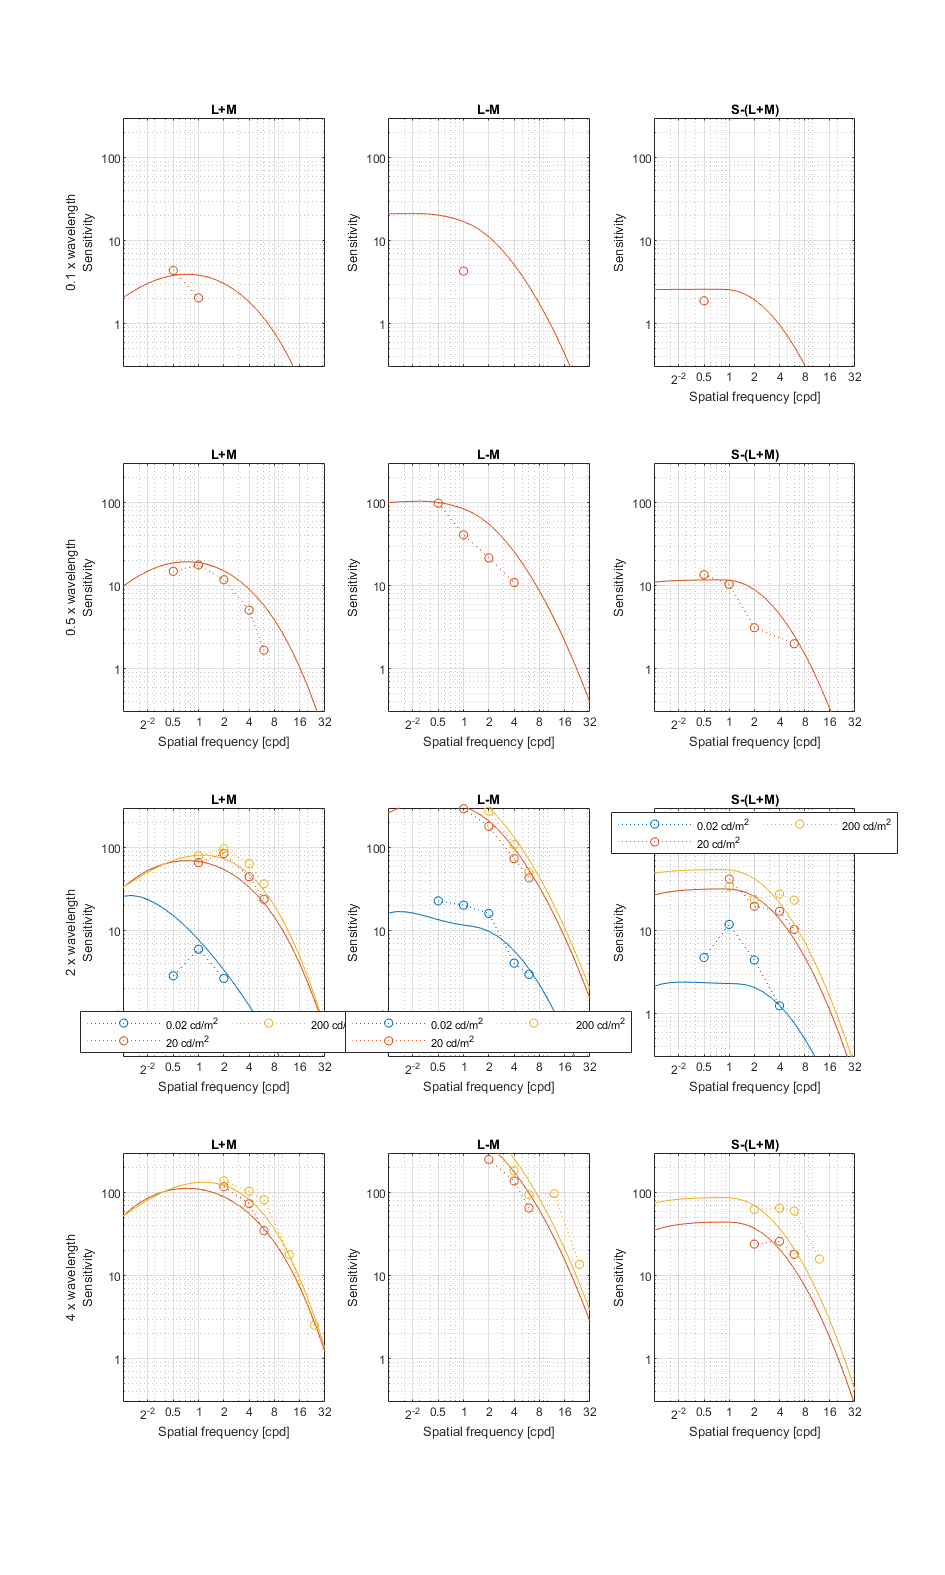 L+M
L-M
S-(L+M)
0.1 x wavelength
Sensitivity
100
10
1
Sensitivity
100
10
1
Sensitivity
100
10
1
2-2 0.5 1 2 4 8 16 32
Spatial frequency [cpd]
L+M
L-M
S-(L+M)
0.5 x wavelength
Sensitivity
100
10
1
Sensitivity
100
10
1
Sensitivity
100
10
1
2-2 0.5 1 2 4 8 16 32
Spatial frequency [cpd]
2-2 0.5 1 2 4 8 16 32
Spatial frequency [cpd]
2-2 0.5 1 2 4 8 16 32
Spatial frequency [cpd]
L+M
L-M
S-(L+M)
2 x wavelength
Sensitivity
100
10
0.02 cd/m2
200 cd/
20 cd/m2
Sensitivity
100
10
0.02 cd/m2
200 cd/m2
20 cd/m2
Sensitivity
0.02 cd/m2
200 cd/m2
20 cd/m2
10
1
2-2 0.5 1 2 4 8 16 32
Spatial frequency [cpd]
2-2 0.5 1 2 4 8 16 32
Spatial frequency [cpd]
2-2 0.5 1 2 4 8 16 32
Spatial frequency [cpd]
L+M
L-M
S-(L+M)
4 x wavelength
Sensitivity
100
10
1
Sensitivity
100
10
1
Sensitivity
100
10
1
2-2 0.5 1 2 4 8 16 32
Spatial frequency [cpd]
2-2 0.5 1 2 4 8 16 32
Spatial frequency [cpd]
2-2 0.5 1 2 4 8 16 32
Spatial frequency [cpd]